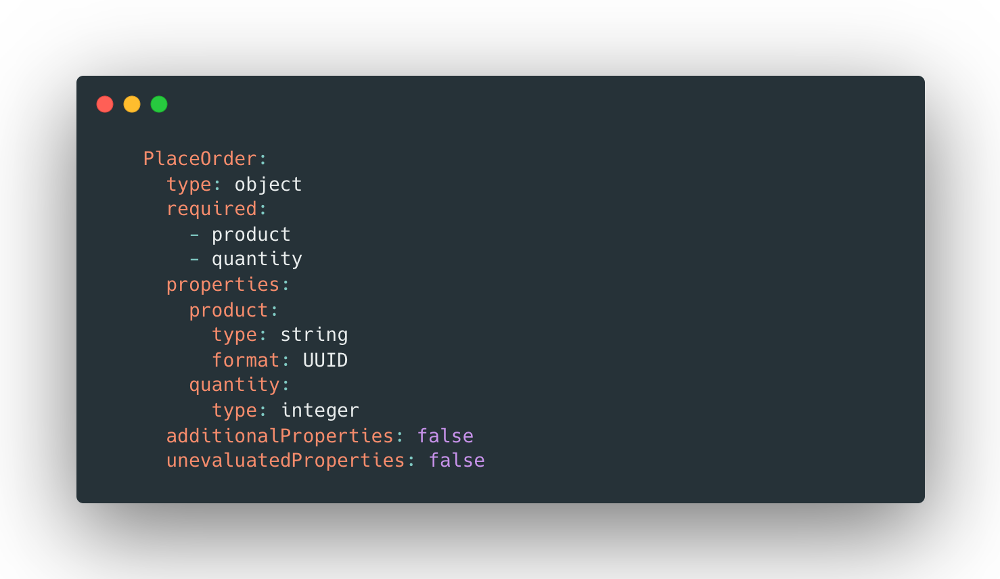 PlaceOrder:
  type: object
  required:
    - product
    - quantity
  properties:
    product:
      type: string
      format: UUID
    quantity:
      type: integer
  additionalProperties: false
  unevaluatedProperties: false